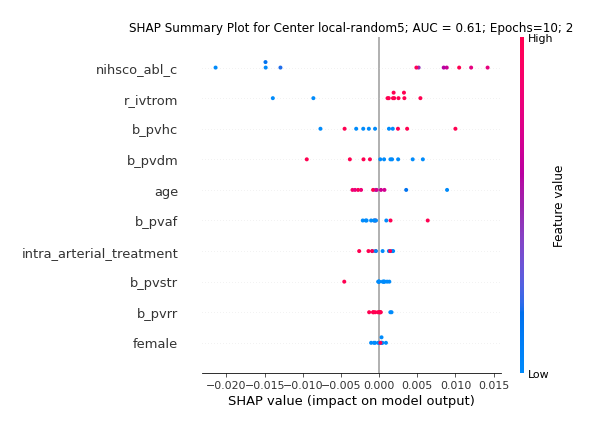 SHAP Summary Plot for Center local-random5; AUC = 0.61; Epochs=10; 2
High
nihsco_abl_c
r_ivtrom
b_pvhc
b_pvdm
age
b_pvaf
intra_arterial_treatment
b_pvstr
b_pvrr
female
Feature value
Low
−0.020 −0.015 −0.010 −0.005 0.000 0.005 0.010 0.015
SHAP value (impact on model output)